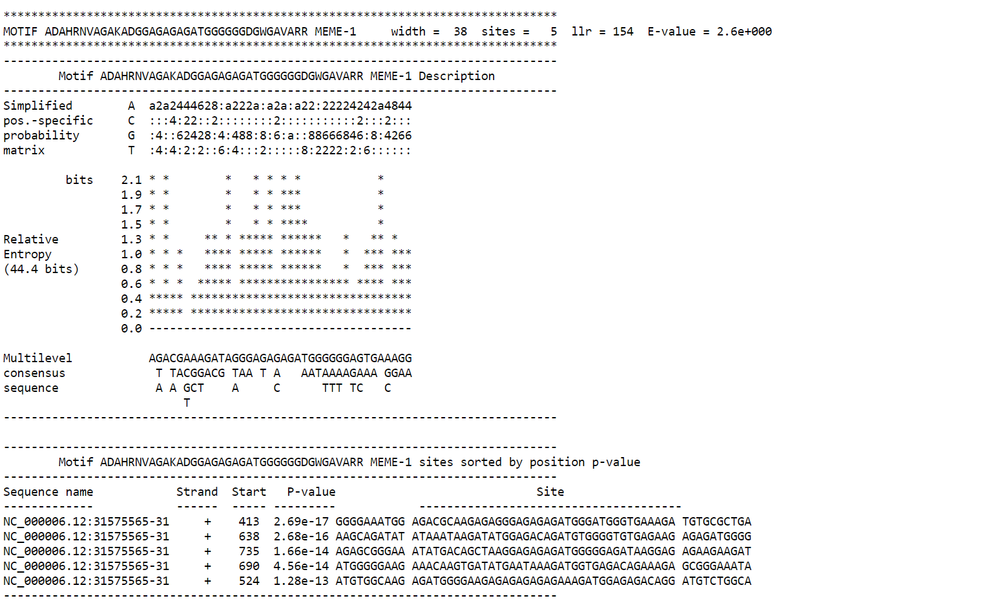 ********************************************************************************
MOTIF ADAHRNVAGAKADGGAGAGAGATGGGGGGDGWGAVARR MEME-1     width =  38  sites =   5  llr = 154  E-value = 2.6e+000
********************************************************************************
--------------------------------------------------------------------------------
        Motif ADAHRNVAGAKADGGAGAGAGATGGGGGGDGWGAVARR MEME-1 Description
--------------------------------------------------------------------------------
Simplified        A  a2a2444628:a222a:a2a:a22:22224242a4844
pos.-specific     C  :::4:22::2::::::::2:::::::::::2:::2:::
probability       G  :4::62428:4:488:8:6:a::88666846:8:4266
matrix            T  :4:4:2:2::6:4:::2:::::8:2222:2:6::::::

         bits    2.1 * *        *   * * * *           *
                 1.9 * *        *   * * ***           *
                 1.7 * *        *   * * ***           *
                 1.5 * *        *   * * ****          *
Relative         1.3 * *     ** * ***** ******   *   ** *
Entropy          1.0 * * *   **** ***** ******   *  *** ***
(44.4 bits)      0.8 * * *   **** ***** ******   *  *** ***
                 0.6 * * *  ***** **************** **** ***
                 0.4 ***** ********************************
                 0.2 ***** ********************************
                 0.0 --------------------------------------

Multilevel           AGACGAAAGATAGGGAGAGAGATGGGGGGAGTGAAAGG
consensus             T TACGGACG TAA T A   AATAAAAGAAA GGAA
sequence              A A GCT    A     C      TTT TC   C
                          T
--------------------------------------------------------------------------------

--------------------------------------------------------------------------------
        Motif ADAHRNVAGAKADGGAGAGAGATGGGGGGDGWGAVARR MEME-1 sites sorted by position p-value
--------------------------------------------------------------------------------
Sequence name            Strand  Start   P-value                             Site
-------------            ------  ----- ---------            --------------------------------------
NC_000006.12:31575565-31     +    413  2.69e-17 GGGGAAATGG AGACGCAAGAGAGGGAGAGAGATGGGATGGGTGAAAGA TGTGCGCTGA
NC_000006.12:31575565-31     +    638  2.68e-16 AAGCAGATAT ATAAATAAGATATGGAGACAGATGTGGGGTGTGAGAAG AGAGATGGGG
NC_000006.12:31575565-31     +    735  1.66e-14 AGAGCGGGAA ATATGACAGCTAAGGAGAGAGATGGGGGAGATAAGGAG AGAAGAAGAT
NC_000006.12:31575565-31     +    690  4.56e-14 ATGGGGGAAG AAACAAGTGATATGAATAAAGATGGTGAGACAGAAAGA GCGGGAAATA
NC_000006.12:31575565-31     +    524  1.28e-13 ATGTGGCAAG AGATGGGGAAGAGAGAGAGAGAAAGATGGAGAGACAGG ATGTCTGGCA
--------------------------------------------------------------------------------